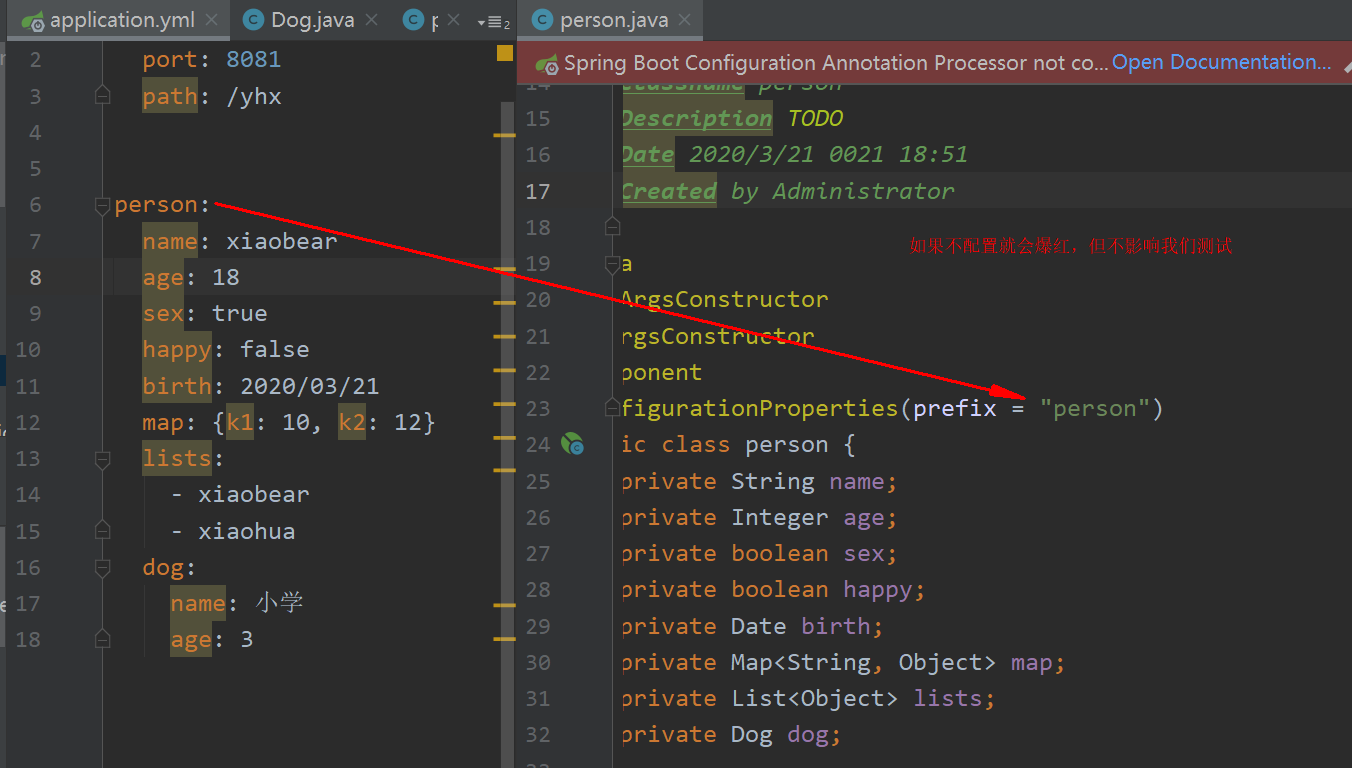 application.yml
Dog.java
person.java
Spring Boot Configuration Annotation Processor not co... Open Documentation...
2 port: 8081
3 path: /yhx
4
5
6 person:
7 name: xiaobear
8 age: 18
9 sex: true
10 happy: false
11 birth: 2020/03/21
12 map: {k1: 10, k2: 12}
13 lists:
14 - xiaobear
15 - xiaohua
16 dog:
17 name: 小学
18 age: 3
15 Description TODO
16 Date 2020/3/21 0021 18:51
17 Created by Administrator
18
如果不配置就会爆红，但不影响我们测试
19 a
20 ArgsConstructor
21 rgsConstructor
22 ponent
23 figurationProperties(prefix = "person")
24 ic class person {
25 private String name;
26 private Integer age;
27 private boolean sex;
28 private boolean happy;
29 private Date birth;
30 private Map<String, Object> map;
31 private List<Object> lists;
32 private Dog dog;